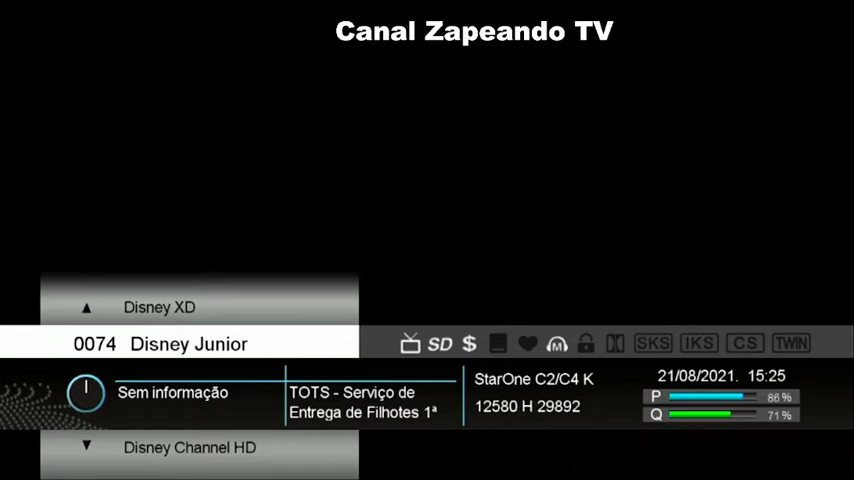 Canal Zapeando TV
Disney XD
0074 Disney Junior
SD $ M SKS IKS CS TWIN
Sem informação
TOTS - Serviço de
Entrega de Filhotes 1ª
StarOne C2/C4 K
12580 H 29892
21/08/2021. 15:25
P 86%
Q 71%
Disney Channel HD